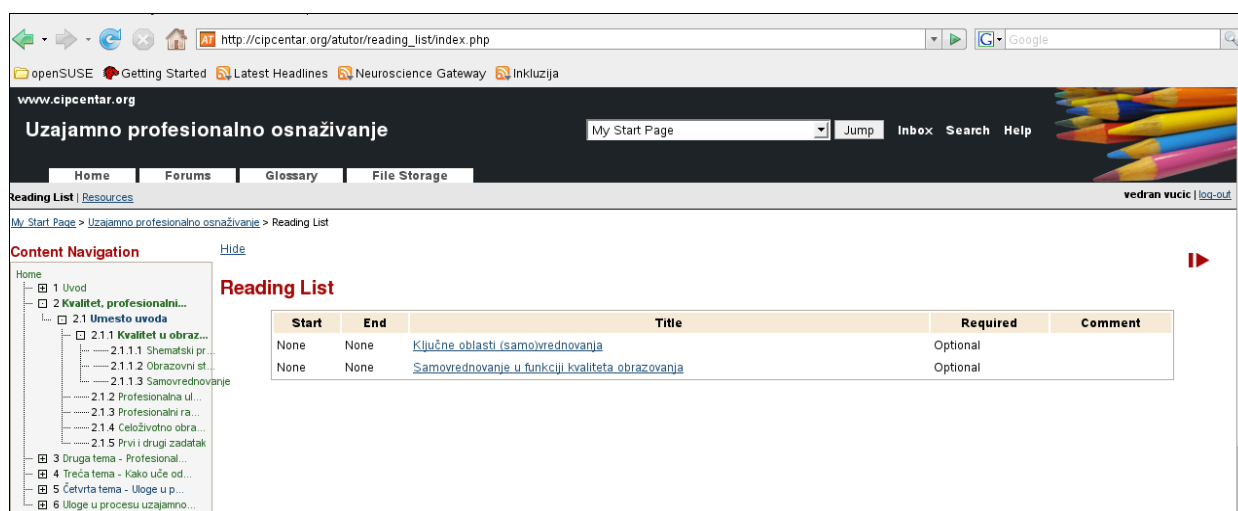 http://cipcentar.org/atutor/reading_list/index.php
G Google
openSUSE Getting Started Latest Headlines Neuroscience Gateway Inkluzija
www.cipcentar.org
Uzajamno profesionalno osnaživanje
My Start Page Jump Inbox Search Help
Home Forums Glossary File Storage
Reading List | Resources
vedran vucic | log-out
My Start Page > Uzajamno profesionalno osnaživanje > Reading List
Content Navigation
Hide
Home
1 Uvod
2 Kvalitet, profesionalni...
2.1 Umesto uvoda
2.1.1 Kvalitet u obraz...
2.1.1.1 Shematski pr...
2.1.1.2 Obrazovni st...
2.1.1.3 Samovrednovanje
2.1.2 Profesionalna ul...
2.1.3 Profesionalni ra...
2.1.4 Celoživotno obra...
2.1.5 Prvi i drugi zadatak
3 Druga tema - Profesional...
4 Treća tema - Kako uče od...
5 Četvrta tema - Uloge u p...
6 Uloge u procesu uzajamno...
Reading List
Start End Title Required Comment
None None Ključne oblasti (samo)vrednovanja Optional
None None Samovrednovanje u funkciji kvaliteta obrazovanja Optional